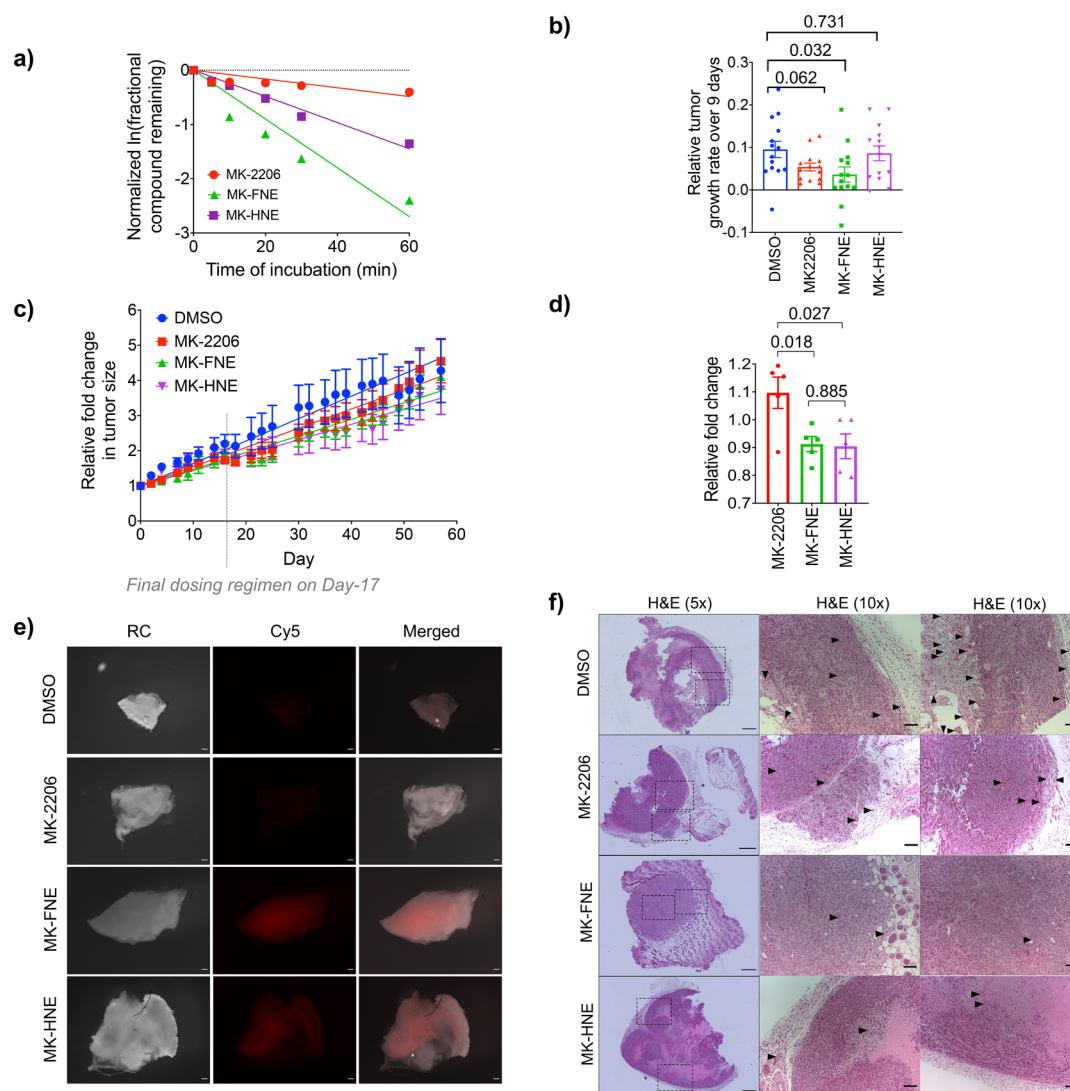 a)
Normalized ln(fractional
compound remaining)
0
-1
-2
-3
MK-2206
MK-FNE
MK-HNE
0
20
40
60
Time of incubation (min)
b)
0.731
0.032
0.062
Relative tumor
growth rate over 9 days
0.3
0.2
0.1
0.0
-0.1
DMSO
MK2206
MK-FNE
MK-HNE
c)
Relative fold change
in tumor size
6
5
4
3
2
1
0
DMSO
MK-2206
MK-FNE
MK-HNE
0
10
20
30
40
50
60
Day
Final dosing regimen on Day-17
d)
0.027
0.018
0.885
Relative fold change
1.2
1.1
1.0
0.9
0.8
0.7
MK-2206
MK-FNE
MK-HNE
e)
RC
Cy5
Merged
DMSO
MK-2206
MK-FNE
MK-HNE
f)
H&E (5x)
H&E (10x)
H&E (10x)
DMSO
MK-2206
MK-FNE
MK-HNE